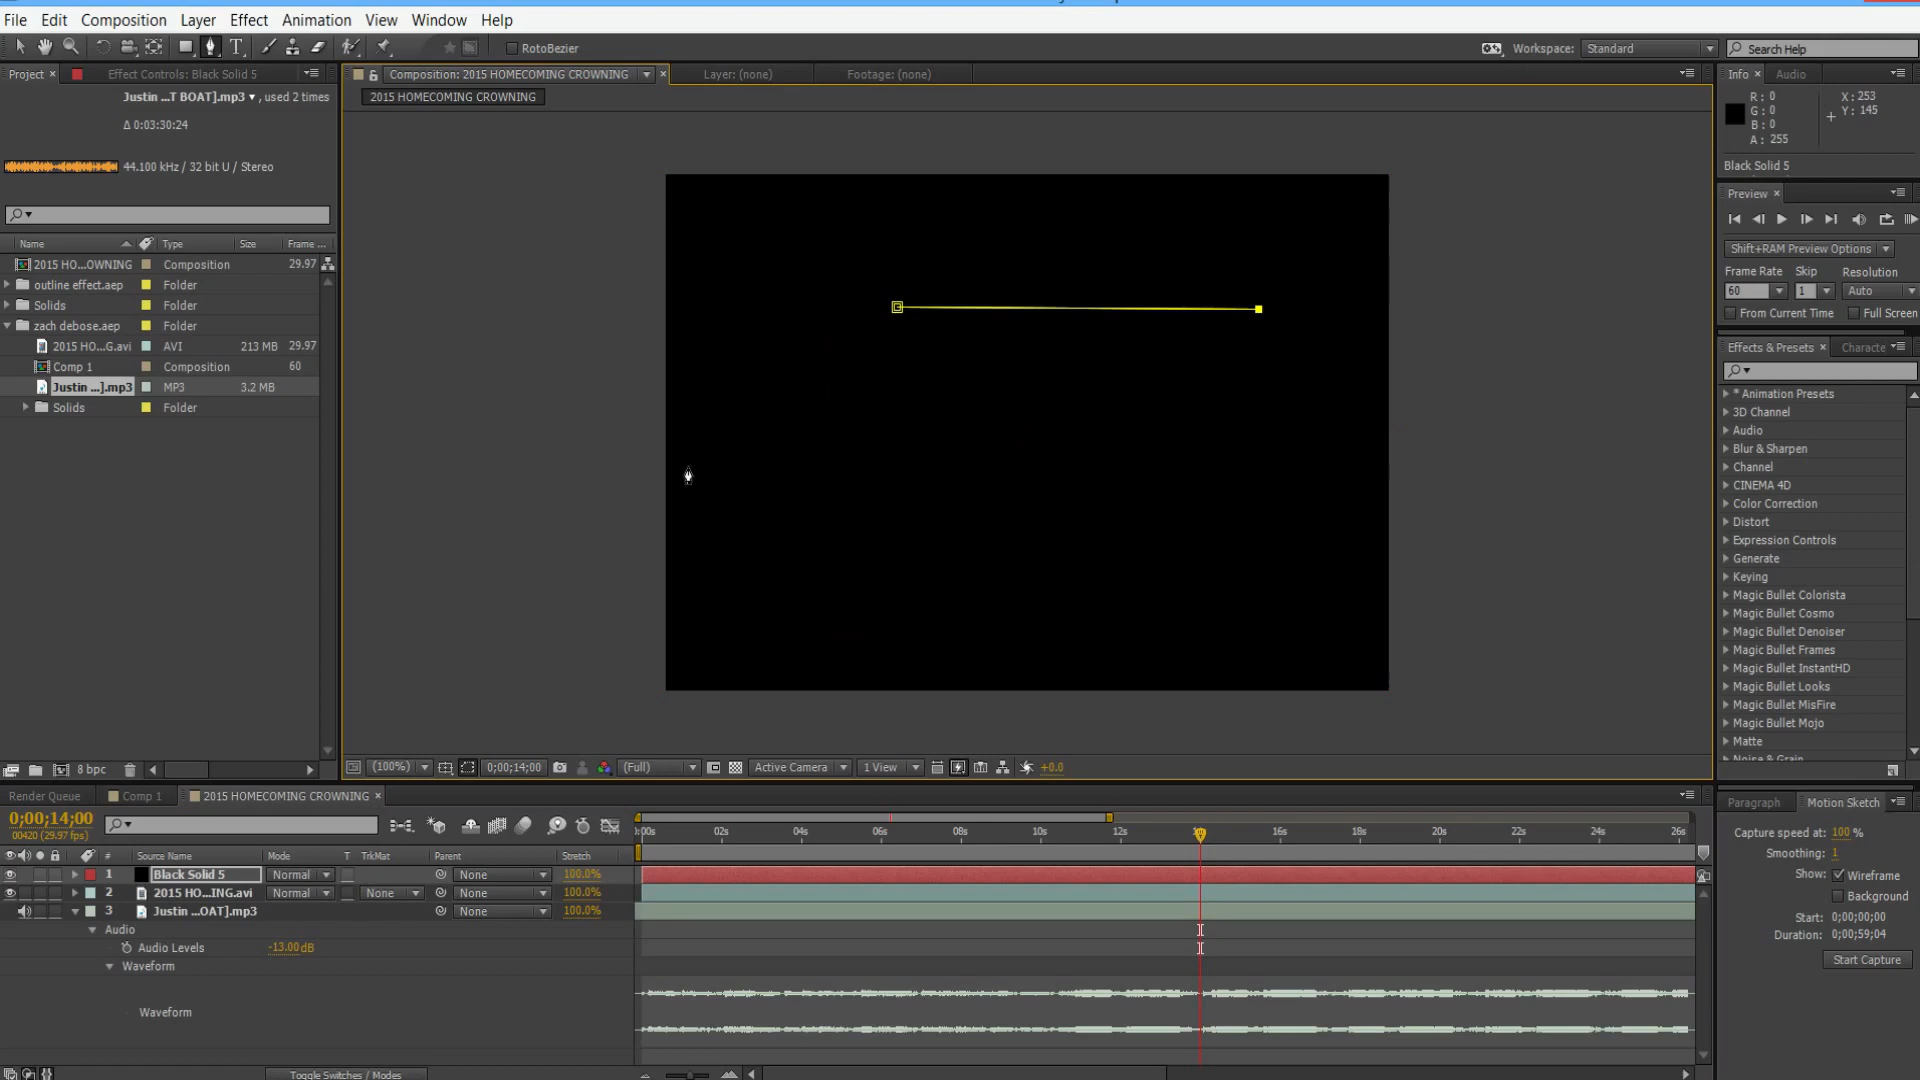 File Edit Composition Layer Effect Animation View Window Help
RotoBezier
Workspace: Standard
Search Help
Project × Effect Controls: Black Solid 5
Composition: 2015 HOMECOMING CROWNING
Layer: (none)
Footage: (none)
Info × Audio
2015 HOMECOMING CROWNING
Justin ...T BOAT].mp3 , used 2 times
Δ 0:03:30:24
44.100 kHz / 32 bit U / Stereo
R: 0
G: 0
B: 0
A: 255
X: 253
Y: 145
Black Solid 5
Preview ×
Shift+RAM Preview Options
Frame Rate Skip Resolution
60 1 Auto
From Current Time Full Screen
Name Type Size Frame ...
2015 HO...OWNING Composition 29.97
outline effect.aep Folder
Solids Folder
zach debose.aep Folder
2015 HO...G.avi AVI 213 MB 29.97
Comp 1 Composition 60
Justin ...].mp3 MP3 3.2 MB
Solids Folder
Effects & Presets × Characte
* Animation Presets
3D Channel
Audio
Blur & Sharpen
Channel
CINEMA 4D
Color Correction
Distort
Expression Controls
Generate
Keying
Magic Bullet Colorista
Magic Bullet Cosmo
Magic Bullet Denoiser
Magic Bullet Frames
Magic Bullet InstantHD
Magic Bullet Looks
Magic Bullet MisFire
Magic Bullet Mojo
Matte
Noise & Grain
8 bpc
(100%) 0;00;14;00 (Full) Active Camera 1 View +0.0
Render Queue Comp 1 2015 HOMECOMING CROWNING ×
0;00;14;00
00420 (29.97 fps)
:00s 02s 04s 06s 08s 10s 12s 16s 18s 20s 22s 24s 26s
# Source Name Mode T TrkMat Parent Stretch
1 Black Solid 5 Normal None 100.0%
2 2015 HO...ING.avi Normal None None 100.0%
3 Justin ...OAT].mp3 None 100.0%
Audio
Audio Levels -13.00dB
Waveform
Waveform
Toggle Switches / Modes
Paragraph Motion Sketch ×
Capture speed at: 100 %
Smoothing: 1
Show: Wireframe
Background
Start: 0;00;00;00
Duration: 0;00;59;04
Start Capture